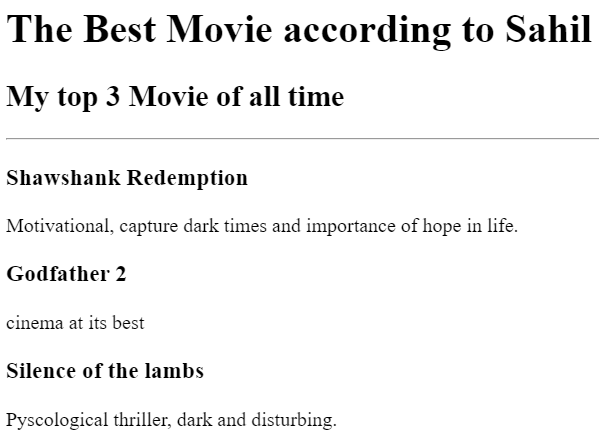 The Best Movie according to Sahil
My top 3 Movie of all time
Shawshank Redemption
Motivational, capture dark times and importance of hope in life.
Godfather 2
cinema at its best
Silence of the lambs
Pyscological thriller, dark and disturbing.